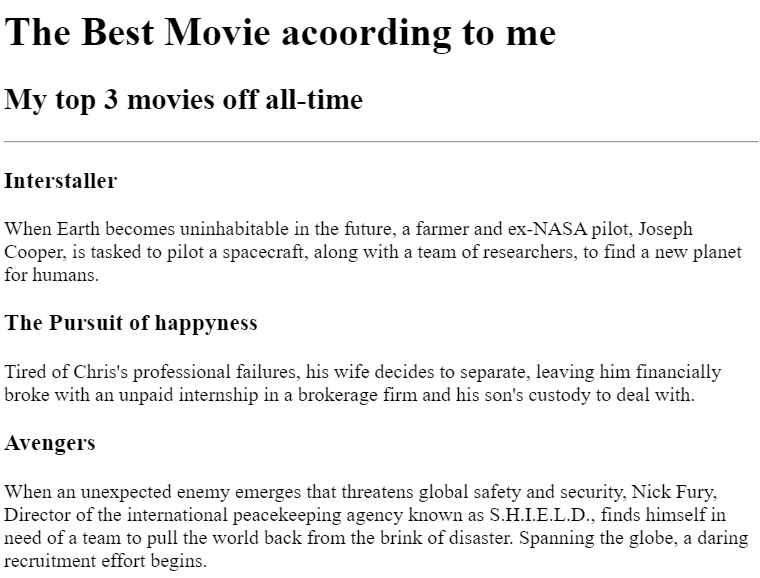 The Best Movie acoording to me
My top 3 movies off all-time
Interstaller
When Earth becomes uninhabitable in the future, a farmer and ex-NASA pilot, Joseph
Cooper, is tasked to pilot a spacecraft, along with a team of researchers, to find a new planet
for humans.
The Pursuit of happyness
Tired of Chris's professional failures, his wife decides to separate, leaving him financially
broke with an unpaid internship in a brokerage firm and his son's custody to deal with.
Avengers
When an unexpected enemy emerges that threatens global safety and security, Nick Fury,
Director of the international peacekeeping agency known as S.H.I.E.L.D., finds himself in
need of a team to pull the world back from the brink of disaster. Spanning the globe, a daring
recruitment effort begins.